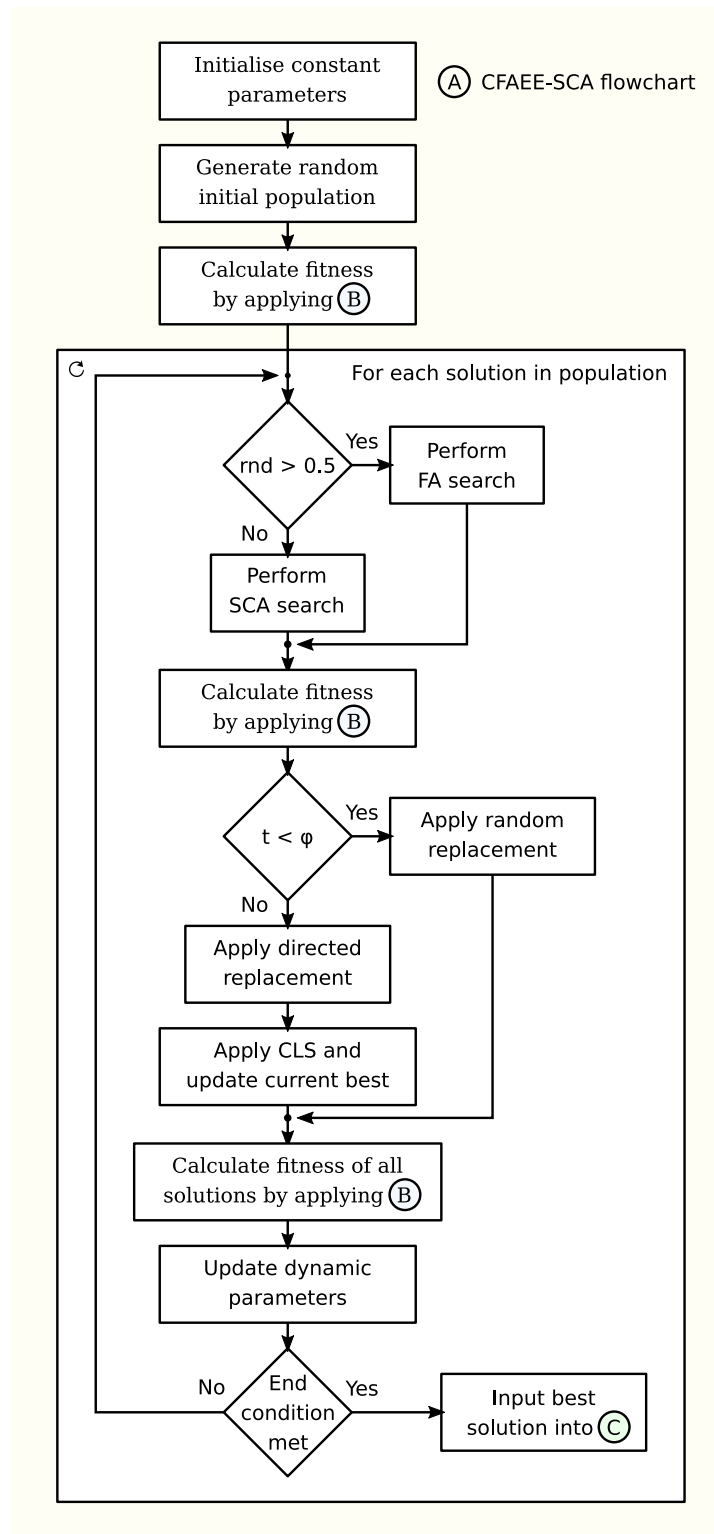 Initialise constant
parameters
A CFAEE-SCA flowchart
Generate random
initial population
Calculate fitness
by applying B
For each solution in population
rnd > 0.5
Yes
Perform
FA search
No
Perform
SCA search
Calculate fitness
by applying B
t < φ
Yes
Apply random
replacement
No
Apply directed
replacement
Apply CLS and
update current best
Calculate fitness of all
solutions by applying B
Update dynamic
parameters
No
End
condition
met
Yes
Input best
solution into C